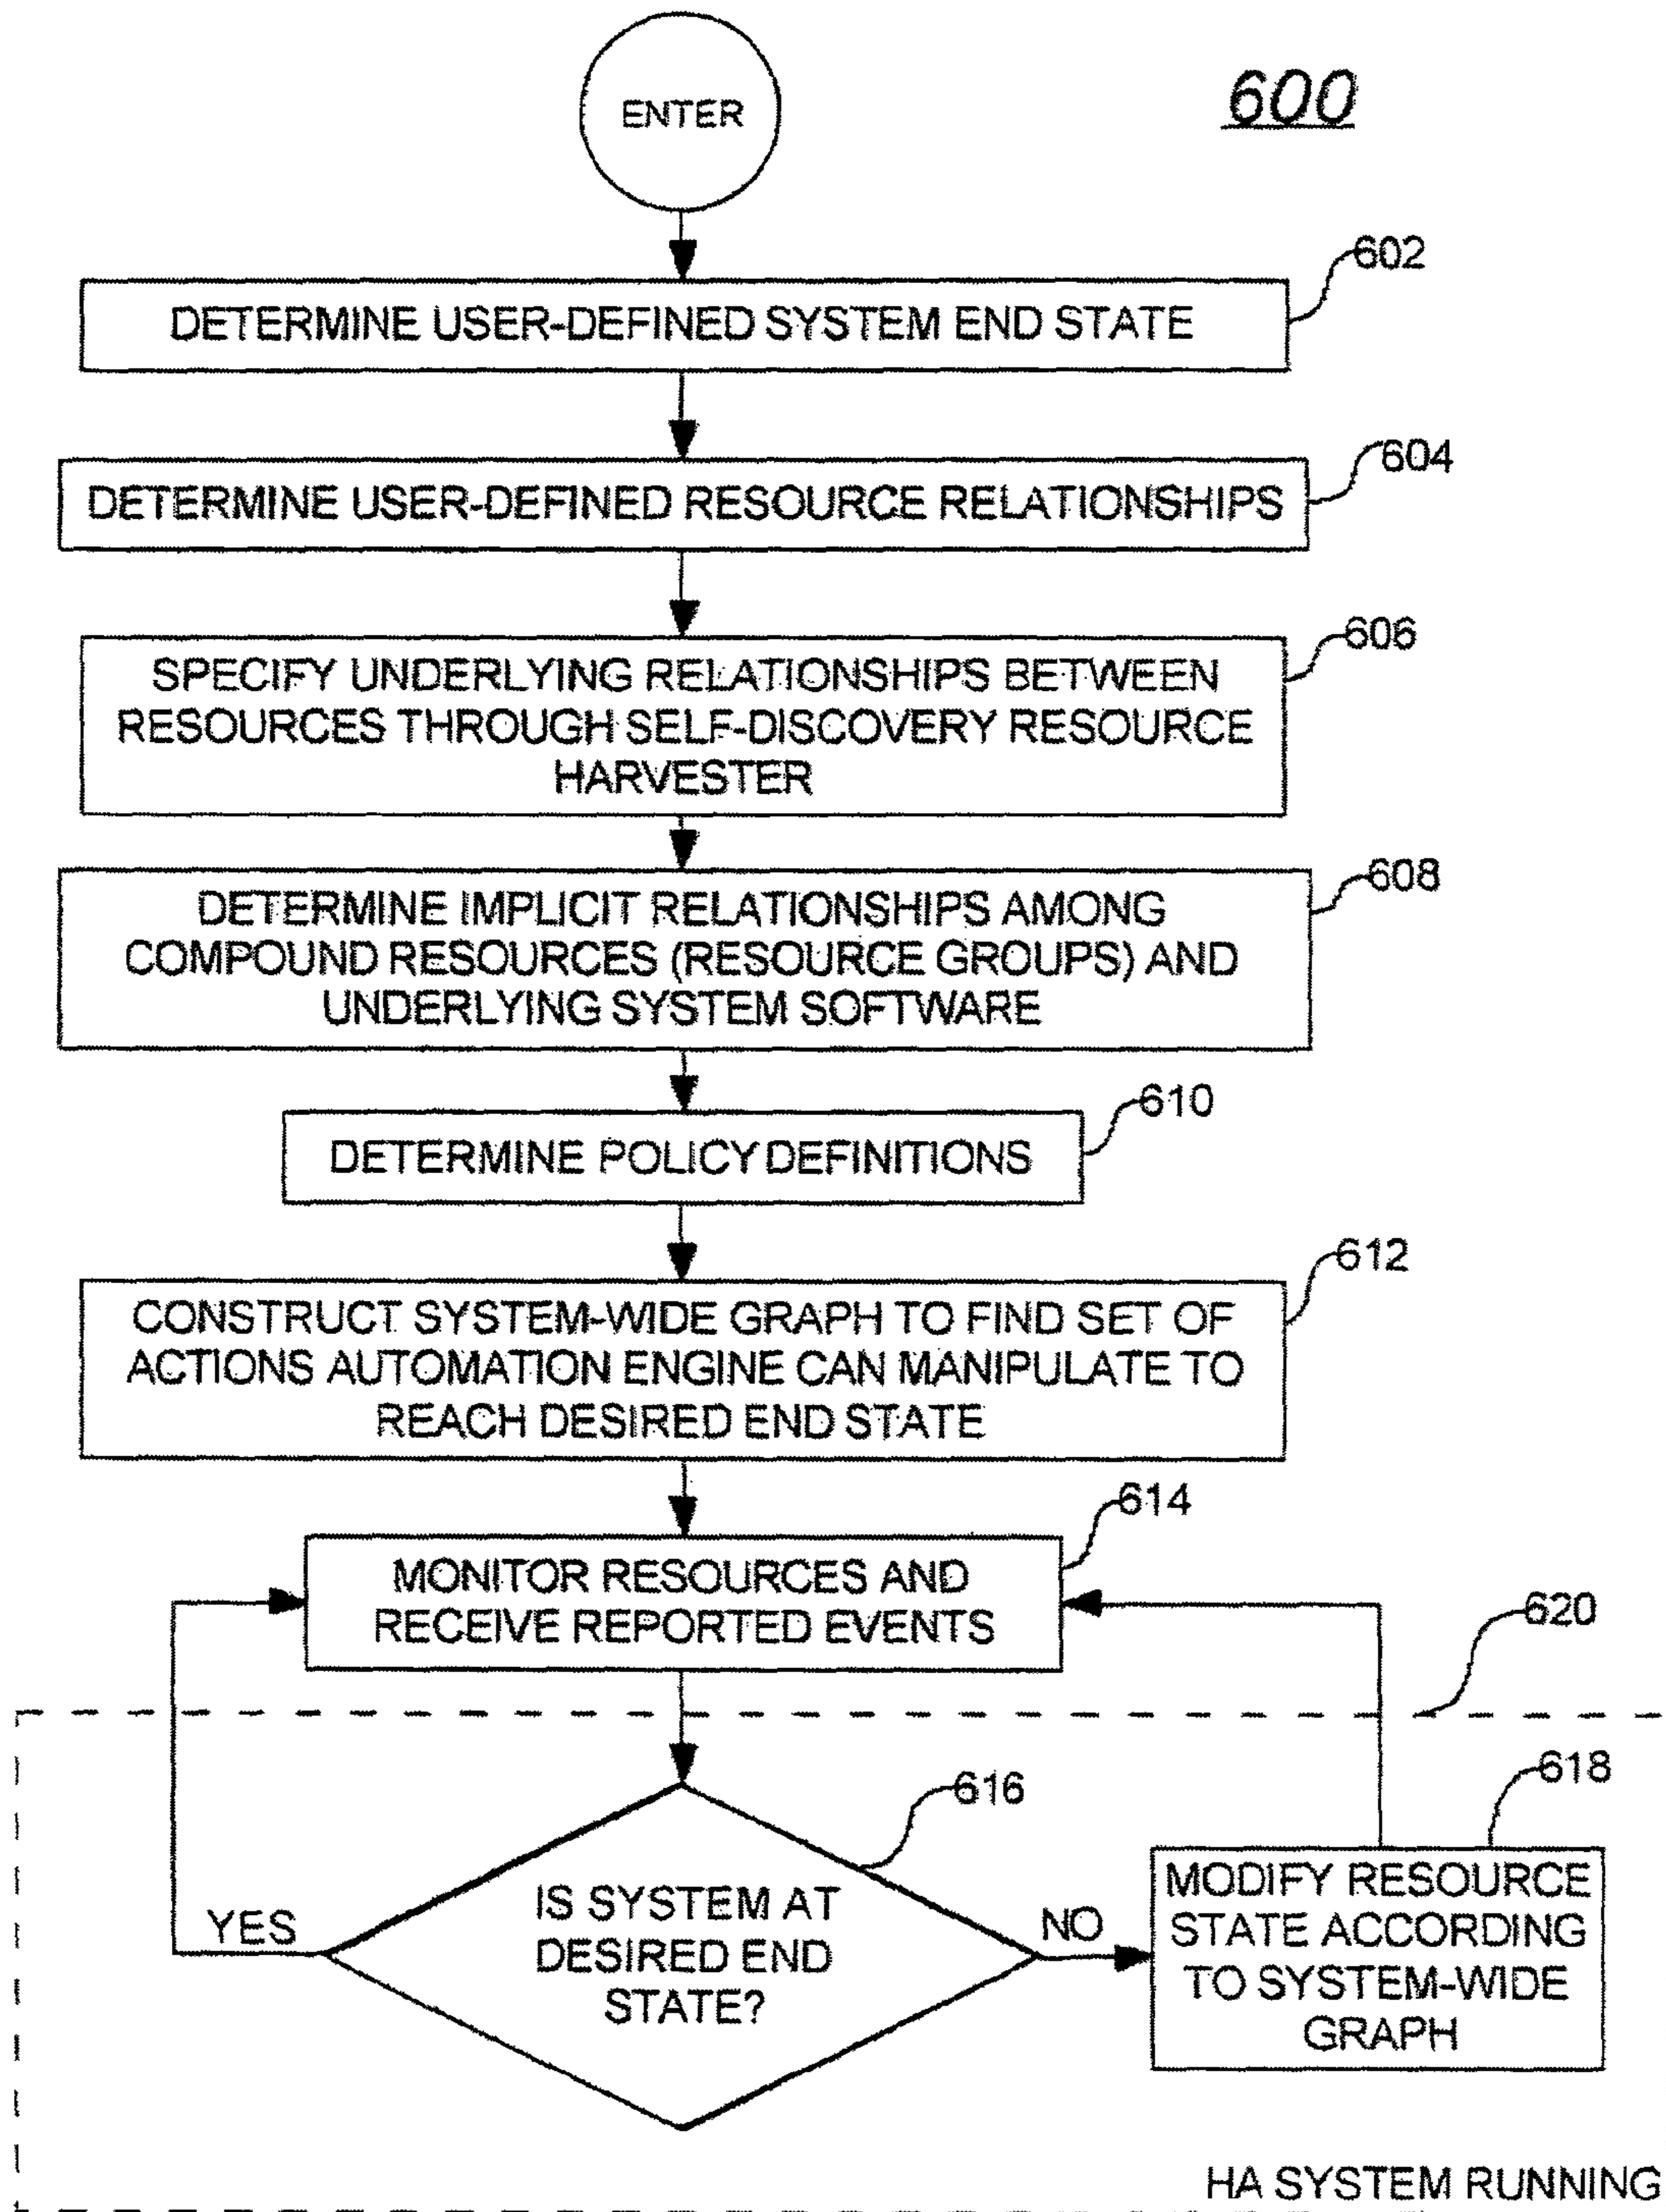 ENTER
600
602
DETERMINE USER-DEFINED SYSTEM END STATE
604
DETERMINE USER-DEFINED RESOURCE RELATIONSHIPS
606
SPECIFY UNDERLYING RELATIONSHIPS BETWEEN
RESOURCES THROUGH SELF-DISCOVERY RESOURCE
HARVESTER
608
DETERMINE IMPLICIT RELATIONSHIPS AMONG
COMPOUND RESOURCES (RESOURCE GROUPS) AND
UNDERLYING SYSTEM SOFTWARE
610
DETERMINE POLICY DEFINITIONS
612
CONSTRUCT SYSTEM-WIDE GRAPH TO FIND SET OF
ACTIONS AUTOMATION ENGINE CAN MANIPULATE TO
REACH DESIRED END STATE
614
MONITOR RESOURCES AND
RECEIVE REPORTED EVENTS
620
616
618
IS SYSTEM AT
DESIRED END
STATE?
YES
NO
MODIFY RESOURCE
STATE ACCORDING
TO SYSTEM-WIDE
GRAPH
HA SYSTEM RUNNING